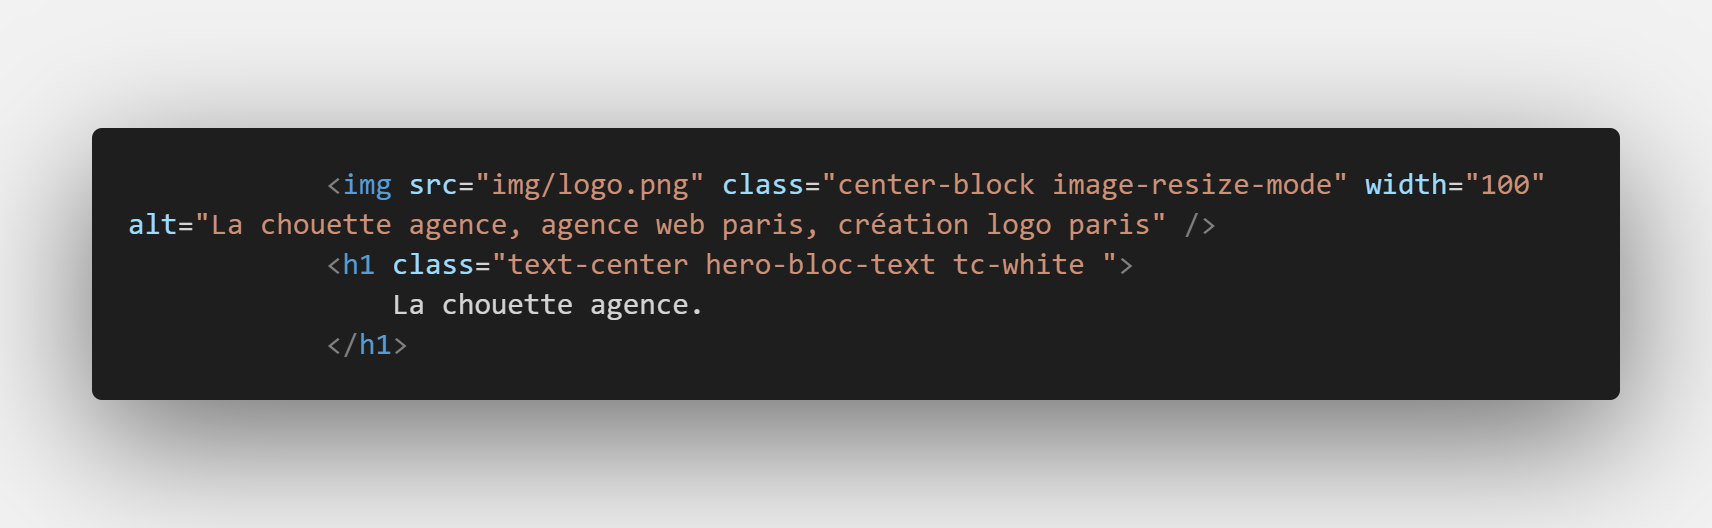 <img src="img/logo.png" class="center-block image-resize-mode" width="100"
alt="La chouette agence, agence web paris, création logo paris" />
<h1 class="text-center hero-bloc-text tc-white ">
La chouette agence.
</h1>